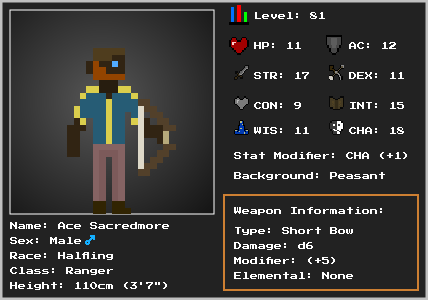 Level: 81
HP: 11
AC: 12
STR: 17
DEX: 11
CON: 9
INT: 15
WIS: 11
CHA: 18
Stat Modifier: CHA (+1)
Background: Peasant
Name: Ace Sacredmore
Sex: Male ♂
Race: Halfling
Class: Ranger
Height: 110cm (3'7")
Weapon Information:
Type: Short Bow
Damage: d6
Modifier: (+5)
Elemental: None